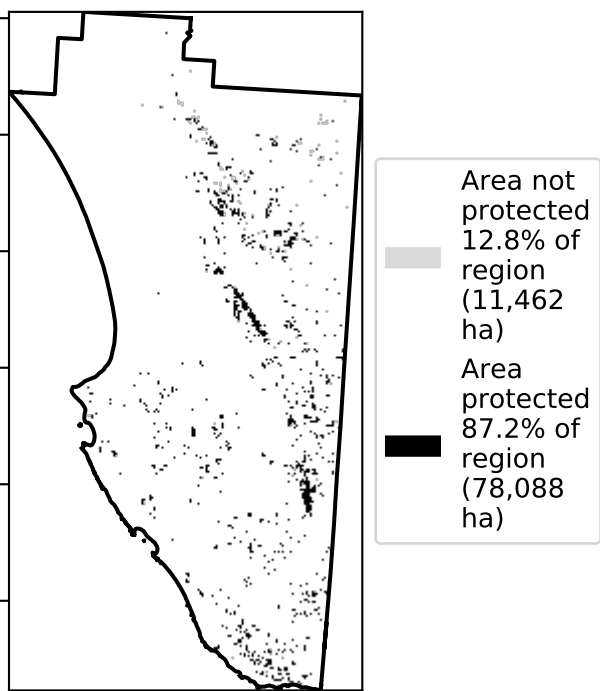 Area not
protected
12.8% of
region
(11,462
ha)
Area
protected
87.2% of
region
(78,088
ha)